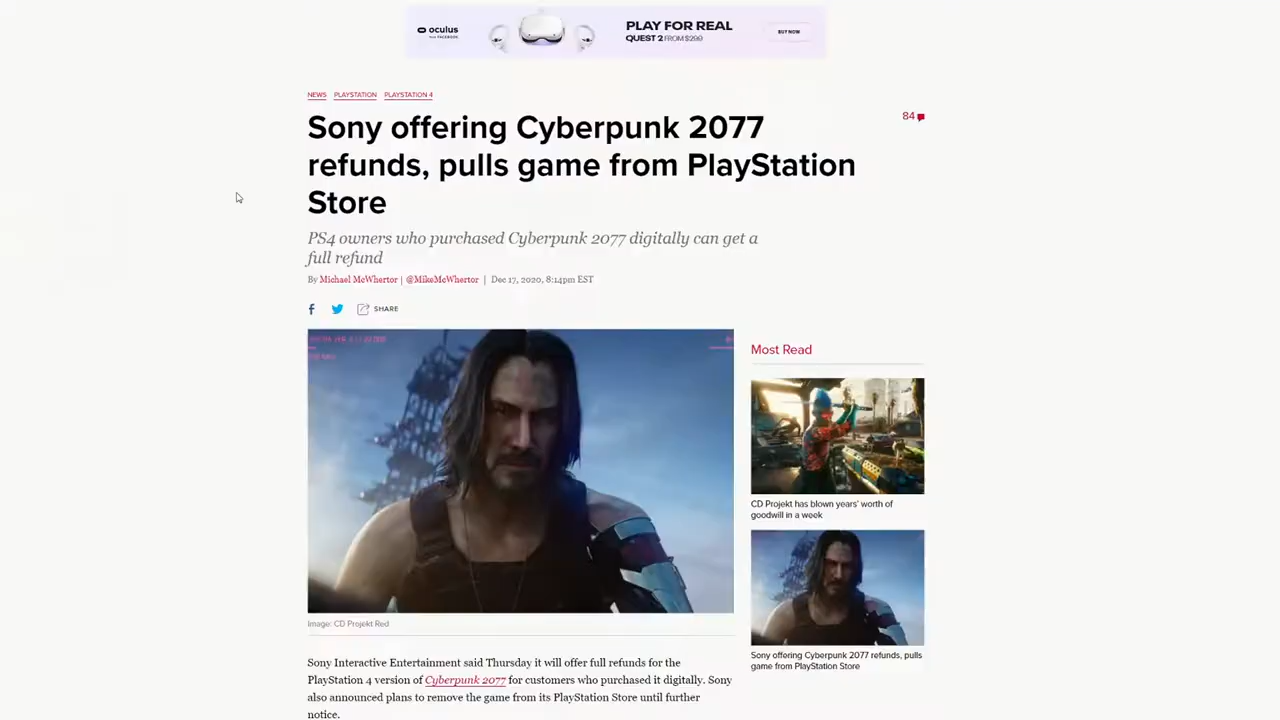 oculus
from FACEBOOK
PLAY FOR REAL
QUEST 2 FROM $299
BUY NOW
NEWS PLAYSTATION PLAYSTATION 4
Sony offering Cyberpunk 2077
refunds, pulls game from PlayStation
Store
84
PS4 owners who purchased Cyberpunk 2077 digitally can get a
full refund
By Michael McWhertor | @MikeMcWhertor | Dec 17, 2020, 8:14pm EST
SHARE
Image: CD Projekt Red
Sony Interactive Entertainment said Thursday it will offer full refunds for the
PlayStation 4 version of Cyberpunk 2077 for customers who purchased it digitally. Sony
also announced plans to remove the game from its PlayStation Store until further
notice.
Most Read
CD Projekt has blown years' worth of
goodwill in a week
Sony offering Cyberpunk 2077 refunds, pulls
game from PlayStation Store